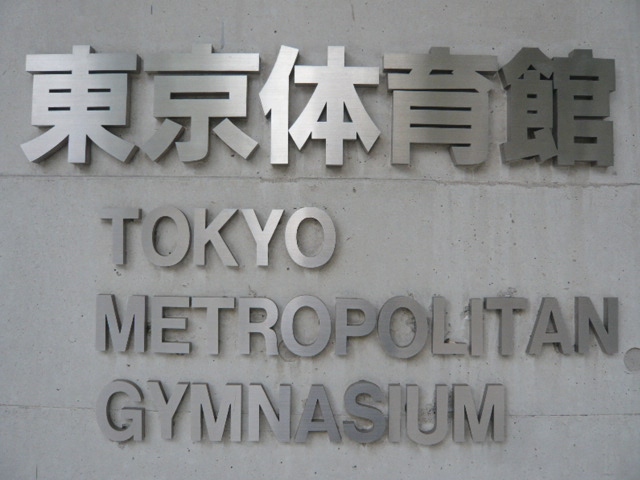 東京体育館
TOKYO
METROPOLITAN
GYMNASIUM